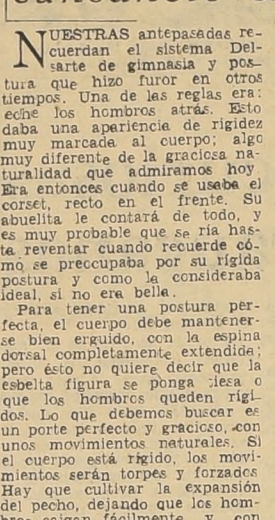 NUESTRAS antepasadas re-
cuerdan el sistema Del-
sarte de gimnasia y pos-
tura que hizo furor en otros
tiempos. Una de las reglas era:
eche los hombros atrás. Esto
daba una apariencia de rigidez
muy marcada al cuerpo; algo
muy diferente de la graciosa na-
turalidad que admiramos hoy
Era entonces cuando se usaba el
corset, recto en el frente. Su
abuelita le contará de todo, y
es muy probable que se ría has-
ta reventar cuando recuerde có-
mo se preocupaba por su rígida
postura y como la consideraba
ideal, si no era bella.
Para tener una postura per-
fecta, el cuerpo debe mantener-
se bien erguido, con la espina
dorsal completamente extendida;
pero ésto no quiere decir que la
esbelta figura se ponga tiesa o
que los hombros queden rígi-
dos. Lo que debemos buscar es
un porte perfecto y gracioso, con
unos movimientos naturales. Si
el cuerpo está rígido, los movi-
mientos serán torpes y forzados
Hay que cultivar la expansión
del pecho, dejando que los hom-
bros caigan fácilmente y con